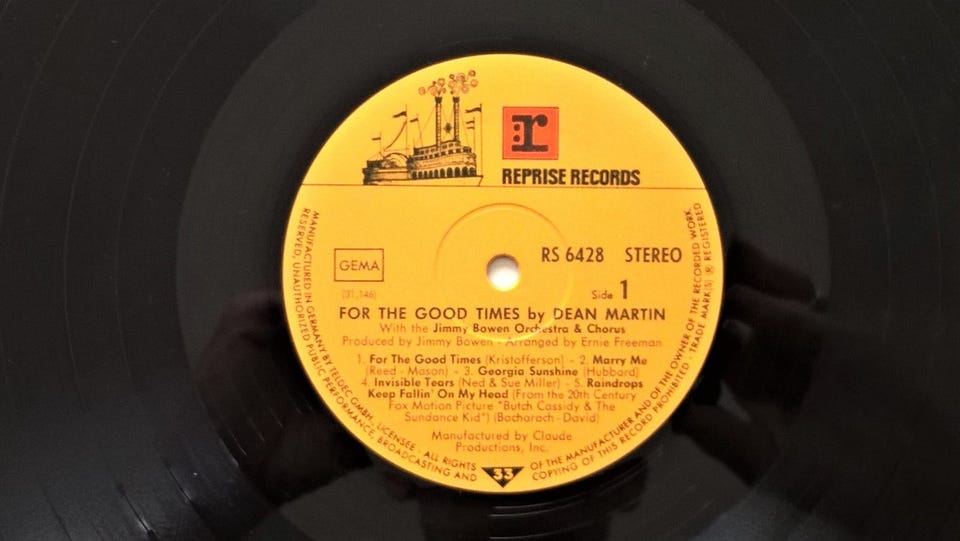 r
REPRISE RECORDS
GEMA
RS 6428 STEREO
(31,146)
Side 1
FOR THE GOOD TIMES by DEAN MARTIN
With the Jimmy Bowen Orchestra & Chorus
Produced by Jimmy Bowen - Arranged by Ernie Freeman
1. For The Good Times (Kristofferson) - 2. Marry Me
(Reed - Mason) - 3. Georgia Sunshine (Hubbard)
4. Invisible Tears (Ned & Sue Miller) - 5. Raindrops
Keep Fallin' On My Head (From the 20th Century
Fox Motion Picture "Butch Cassidy & The
Sundance Kid") (Bacharach - David)
Manufactured by Claude
Productions, Inc.
33
MANUFACTURED IN GERMANY BY TELDEC GMBH., LICENSEE . ALL RIGHTS
OF THE MANUFACTURER AND OF THE OWNER OF THE RECORDED WORK
RESERVED, UNAUTHORIZED PUBLIC PERFORMANCE, BROADCASTING AND
COPYING OF THIS RECORD PROHIBITED · TRADE MARK(S) ® REGISTERED